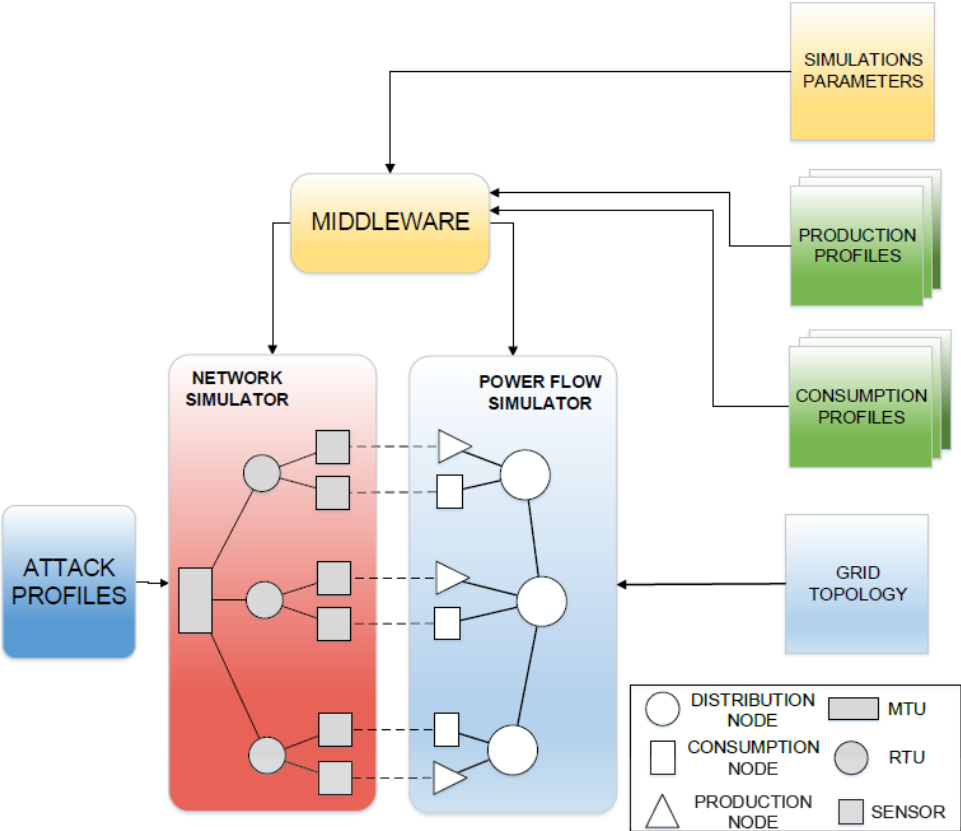 SIMULATIONS
PARAMETERS
MIDDLEWARE
PRODUCTION
PROFILES
NETWORK
SIMULATOR
POWER FLOW
SIMULATOR
CONSUMPTION
PROFILES
ATTACK
PROFILES
GRID
TOPOLOGY
DISTRIBUTION
NODE
MTU
CONSUMPTION
NODE
RTU
PRODUCTION
NODE
SENSOR